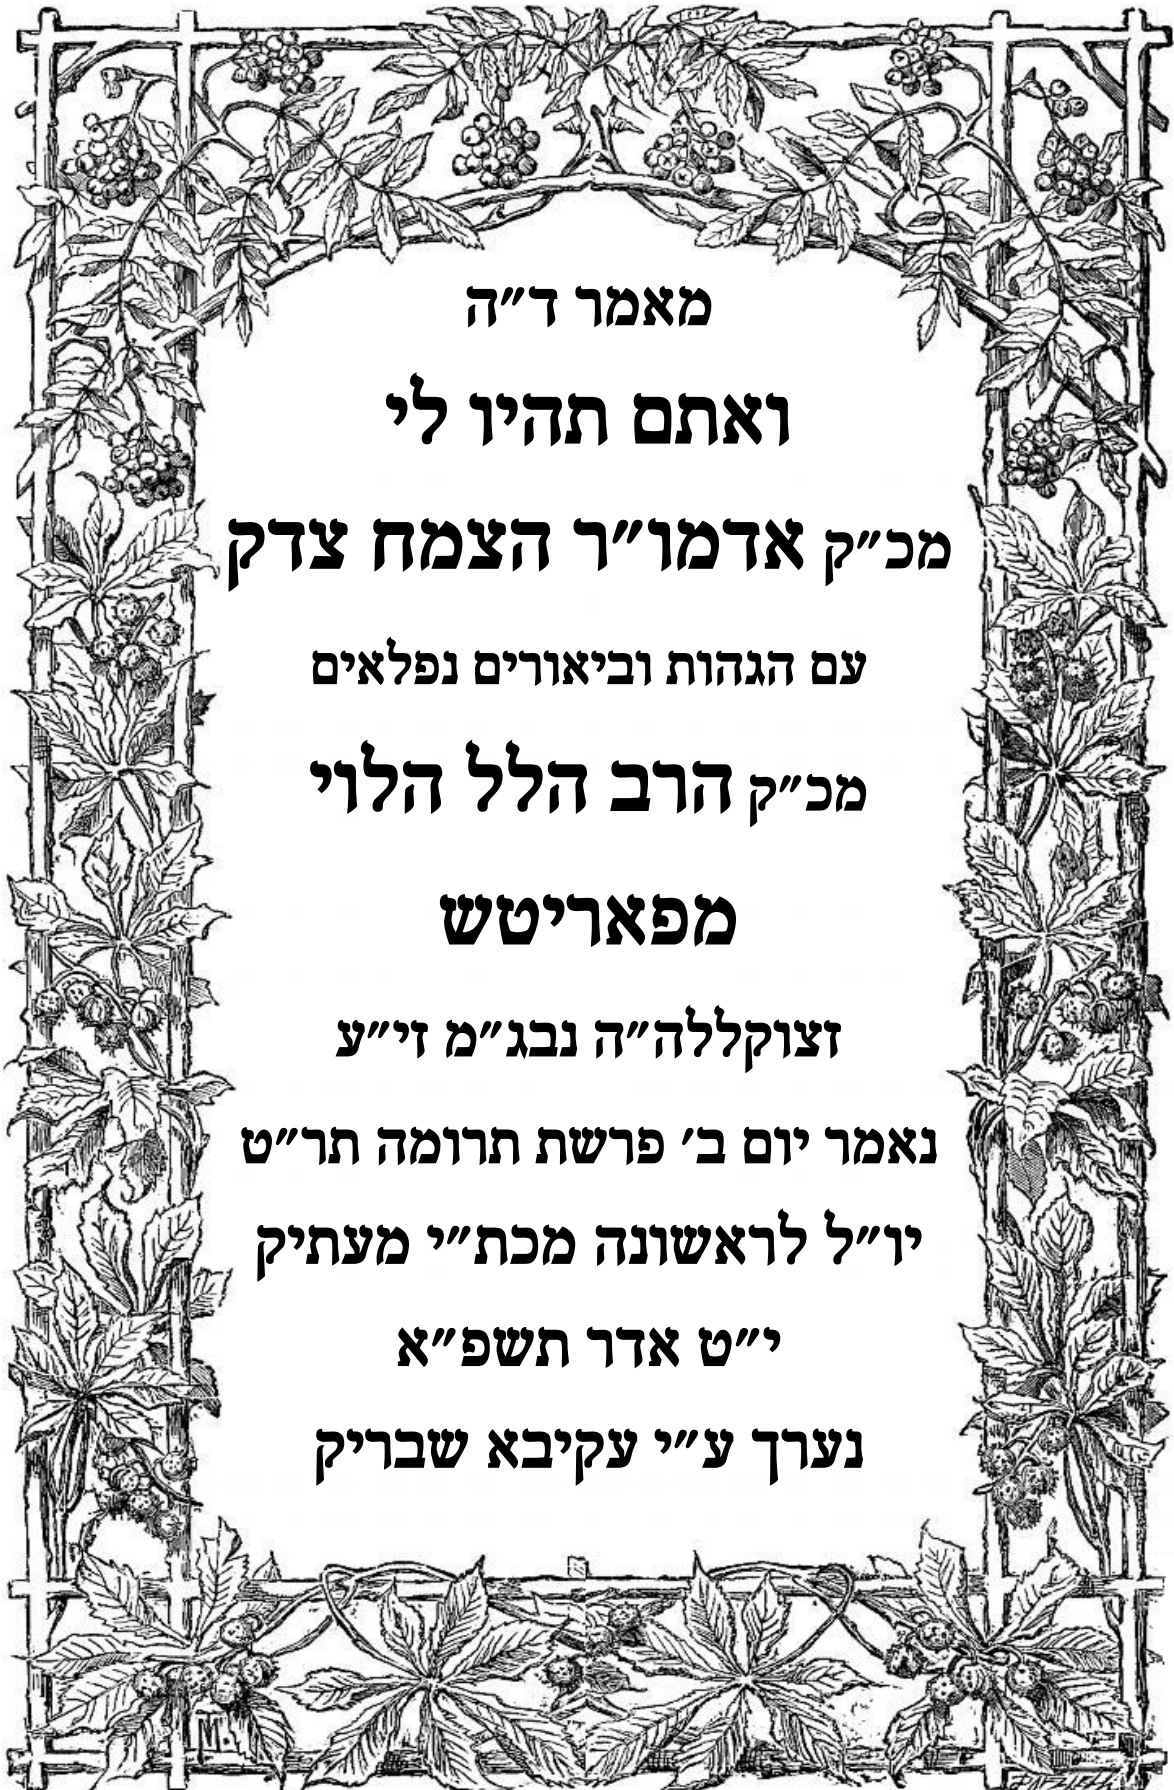 מאמר ד״ה
ואתם תהיו לי
מכ״ק אדמו״ר הצמח צדק
עם הגהות וביאורים נפלאים
מכ״ק הרב הלל הלוי
מפאריטש
זצוקללה״ה נבג״מ זי״ע
נאמר יום ב׳ פרשת תרומה תר״ט
יו״ל לראשונה מכת״י מעתיק
י״ט אדר תשפ״א
נערך ע״י עקיבא שבריק